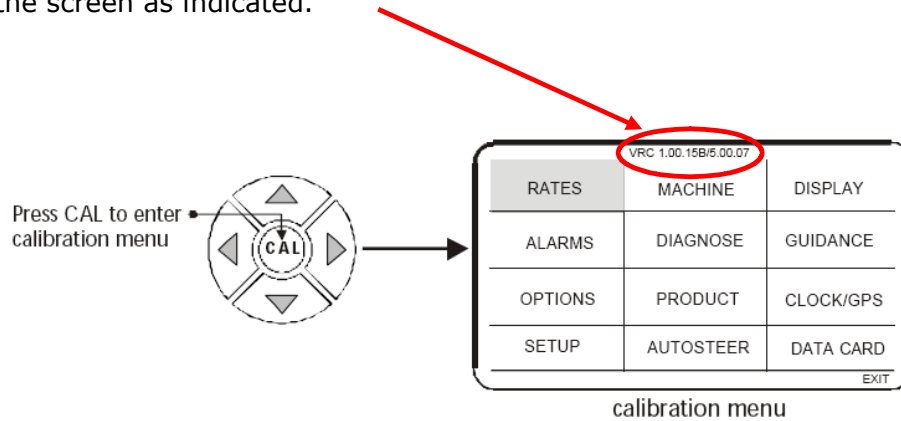 the screen as indicated.
VRC 1.00.15B/5.00.07
RATES MACHINE DISPLAY
Press CAL to enter
calibration menu
CAL
ALARMS DIAGNOSE GUIDANCE
OPTIONS PRODUCT CLOCK/GPS
SETUP AUTOSTEER DATA CARD
EXIT
calibration menu